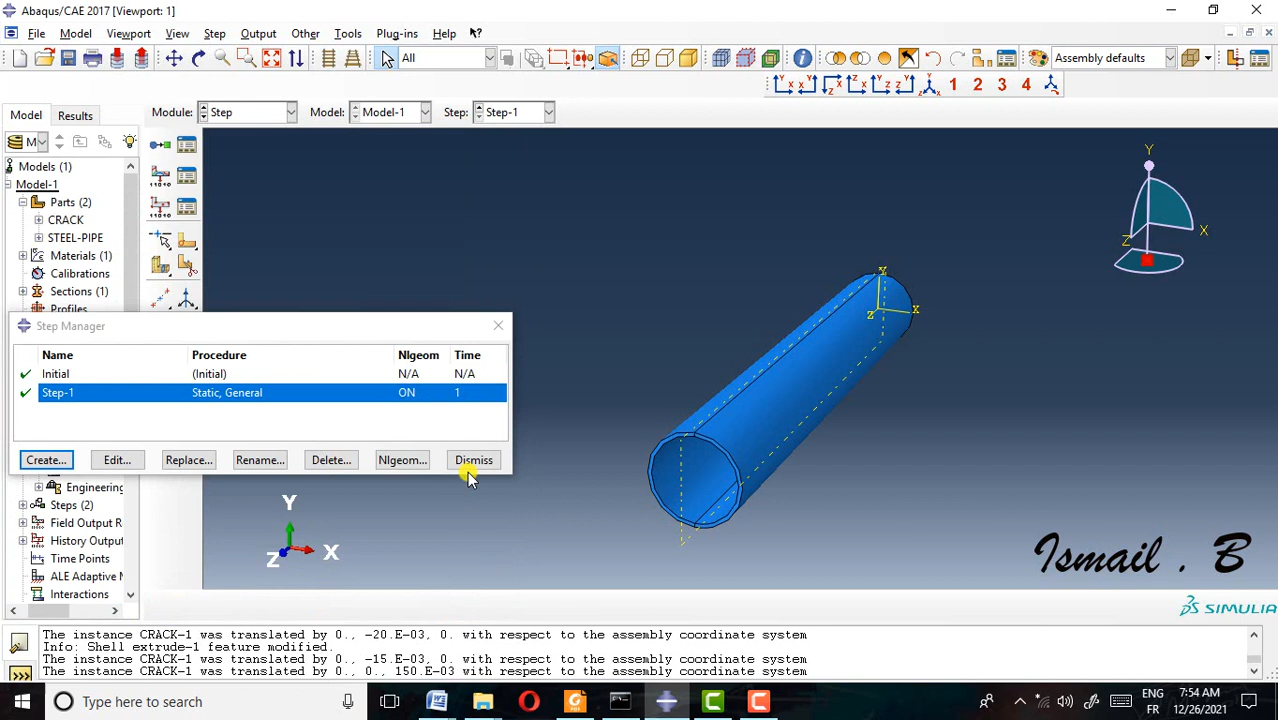 Abaqus/CAE 2017 [Viewport: 1]
File Model Viewport View Step Output Other Tools Plug-ins Help
All
Assembly defaults
1 2 3 4
Model Results Module: Step Model: Model-1 Step: Step-1
Models (1)
Model-1
Parts (2)
CRACK
STEEL-PIPE
Materials (1)
Calibrations
Sections (1)
Profiles
Step Manager
Name Procedure Nlgeom Time
Initial (Initial) N/A N/A
Step-1 Static, General ON 1
Create... Edit... Replace... Rename... Delete... Nlgeom... Dismiss
Engineering
Steps (2)
Field Output R
History Output
Time Points
ALE Adaptive M
Interactions
Y
X
Z
Y
X
Z
Y
Z X
Ismail . B
SIMULIA
The instance CRACK-1 was translated by 0., -20.E-03, 0. with respect to the assembly coordinate system
Info: Shell extrude-1 feature modified.
The instance CRACK-1 was translated by 0., -15.E-03, 0. with respect to the assembly coordinate system
The instance CRACK-1 was translated by 0., 0., 150.E-03 with respect to the assembly coordinate system
Type here to search
ENG
FR
7:54 AM
12/26/2021